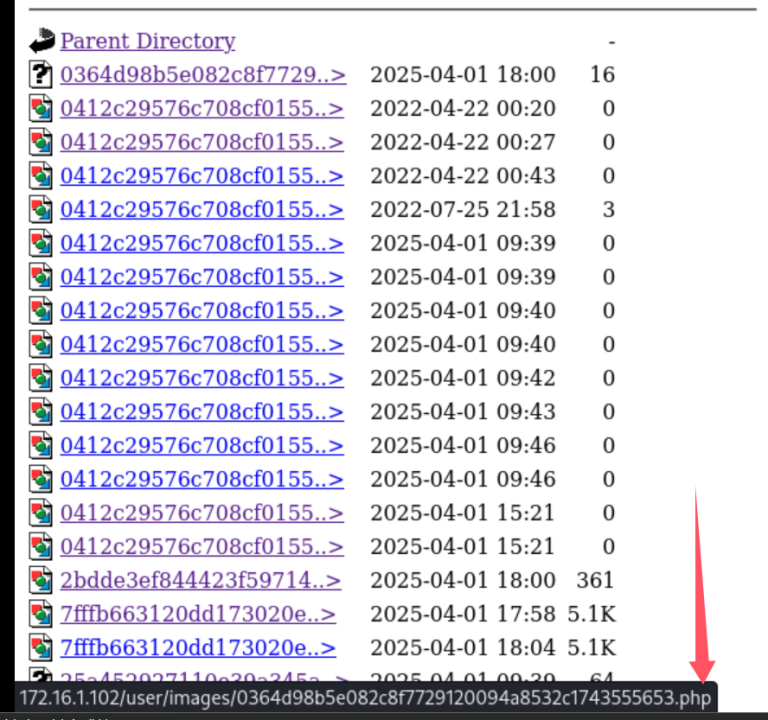 Parent Directory -
0364d98b5e082c8f7729..> 2025-04-01 18:00 16
0412c29576c708cf0155..> 2022-04-22 00:20 0
0412c29576c708cf0155..> 2022-04-22 00:27 0
0412c29576c708cf0155..> 2022-04-22 00:43 0
0412c29576c708cf0155..> 2022-07-25 21:58 3
0412c29576c708cf0155..> 2025-04-01 09:39 0
0412c29576c708cf0155..> 2025-04-01 09:39 0
0412c29576c708cf0155..> 2025-04-01 09:40 0
0412c29576c708cf0155..> 2025-04-01 09:40 0
0412c29576c708cf0155..> 2025-04-01 09:42 0
0412c29576c708cf0155..> 2025-04-01 09:43 0
0412c29576c708cf0155..> 2025-04-01 09:46 0
0412c29576c708cf0155..> 2025-04-01 09:46 0
0412c29576c708cf0155..> 2025-04-01 15:21 0
0412c29576c708cf0155..> 2025-04-01 15:21 0
2bdde3ef844423f59714..> 2025-04-01 18:00 361
7fffb663120dd173020e..> 2025-04-01 17:58 5.1K
7fffb663120dd173020e..> 2025-04-01 18:04 5.1K
2025-04-01 09:39 64
172.16.1.102/user/images/0364d98b5e082c8f7729120094a8532c1743555653.php